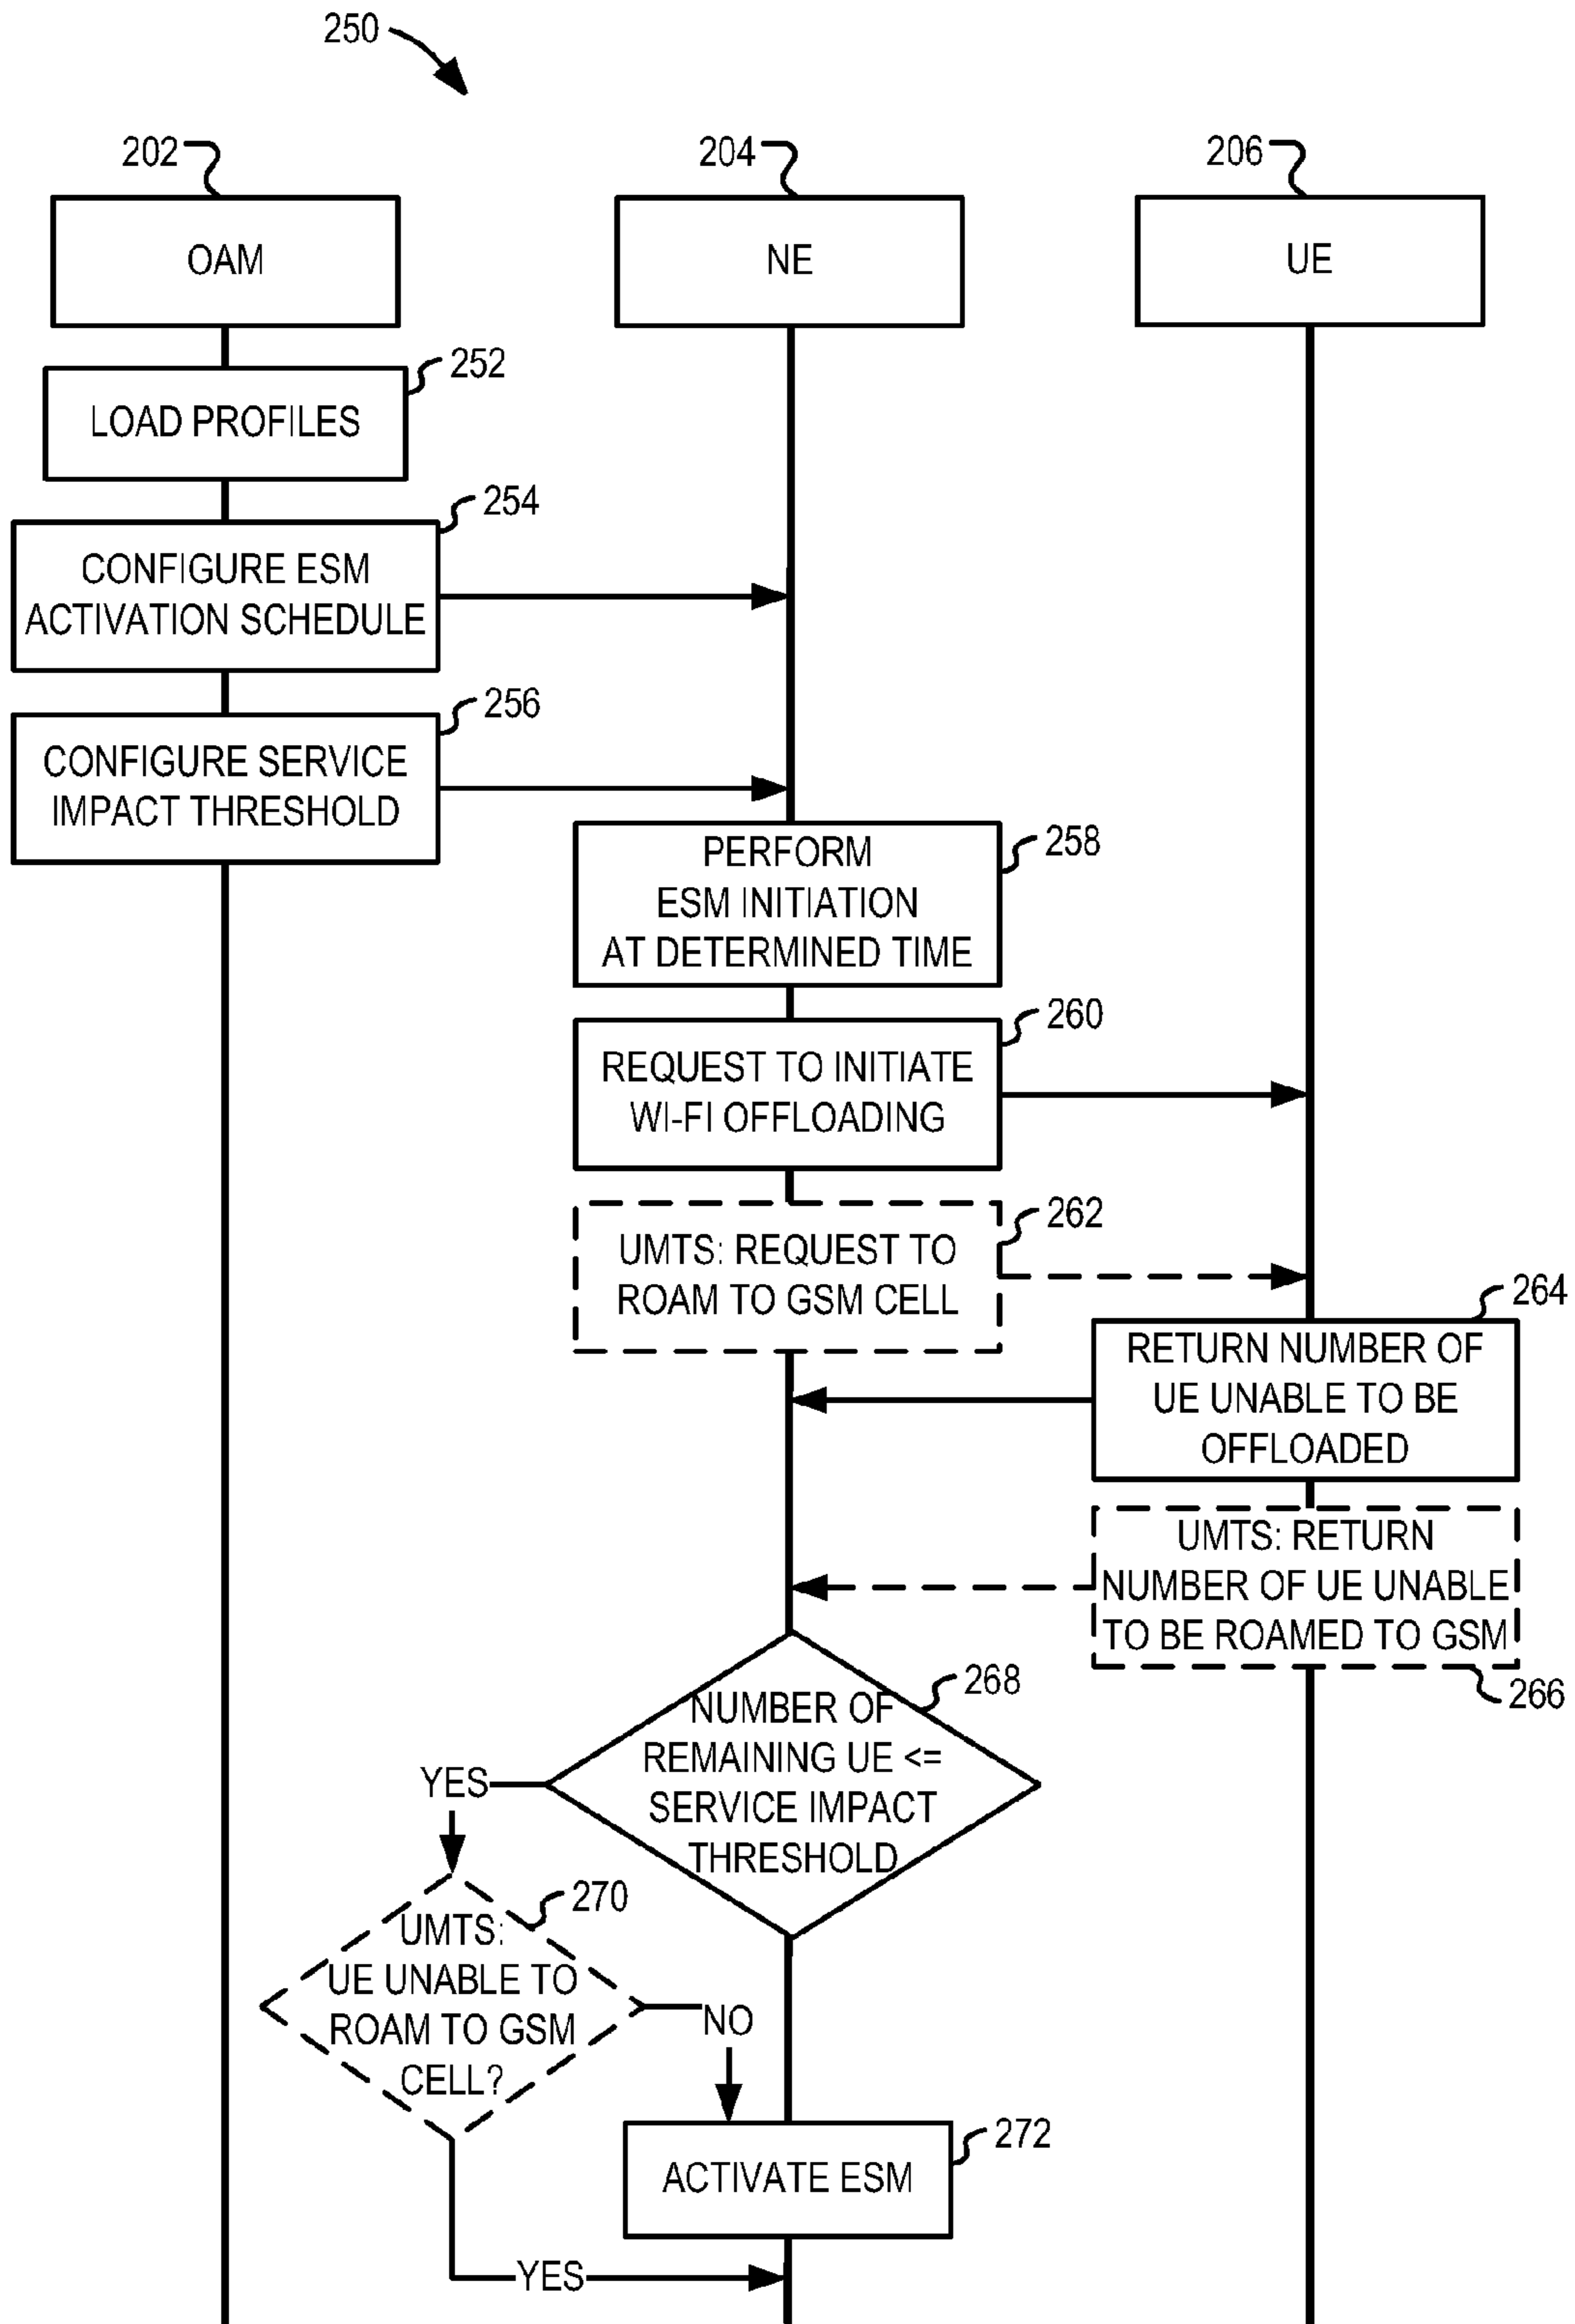 250
202
204
206
OAM
NE
UE
252
LOAD PROFILES
254
CONFIGURE ESM
ACTIVATION SCHEDULE
256
CONFIGURE SERVICE
IMPACT THRESHOLD
258
PERFORM
ESM INITIATION
AT DETERMINED TIME
260
REQUEST TO INITIATE
WI-FI OFFLOADING
262
UMTS: REQUEST TO
ROAM TO GSM CELL
264
RETURN NUMBER OF
UE UNABLE TO BE
OFFLOADED
UMTS: RETURN
NUMBER OF UE UNABLE
TO BE ROAMED TO GSM
266
268
NUMBER OF
REMAINING UE <=
SERVICE IMPACT
THRESHOLD
YES
270
UMTS:
UE UNABLE TO
ROAM TO GSM
CELL?
NO
272
ACTIVATE ESM
YES